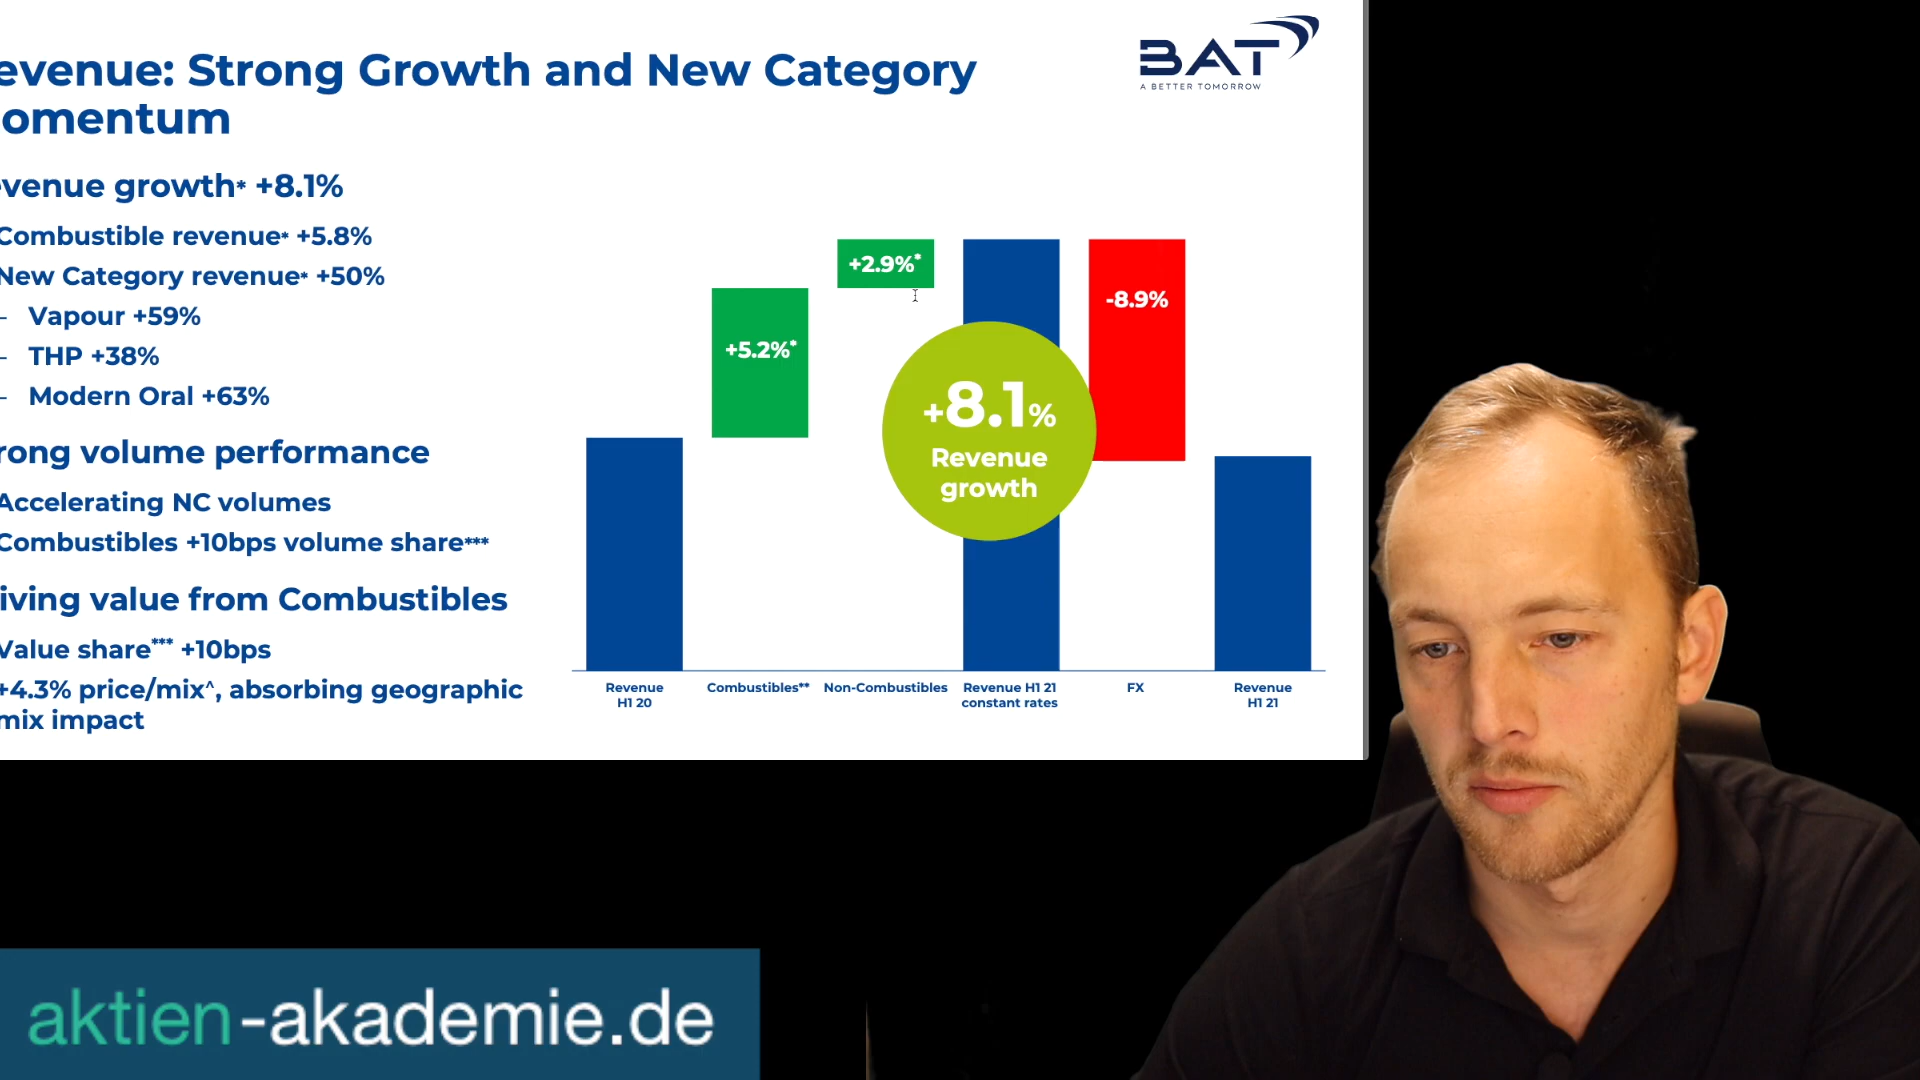 BAT
A BETTER TOMORROW
evenue: Strong Growth and New Category
omentum
evenue growth* +8.1%
Combustible revenue* +5.8%
New Category revenue* +50%
- Vapour +59%
- THP +38%
- Modern Oral +63%
rong volume performance
Accelerating NC volumes
Combustibles +10bps volume share***
iving value from Combustibles
Value share*** +10bps
+4.3% price/mix^, absorbing geographic
mix impact
+5.2%*
+2.9%*
-8.9%
+8.1%
Revenue
growth
Revenue
H1 20
Combustibles**
Non-Combustibles
Revenue H1 21
constant rates
FX
Revenue
H1 21
aktien-akademie.de